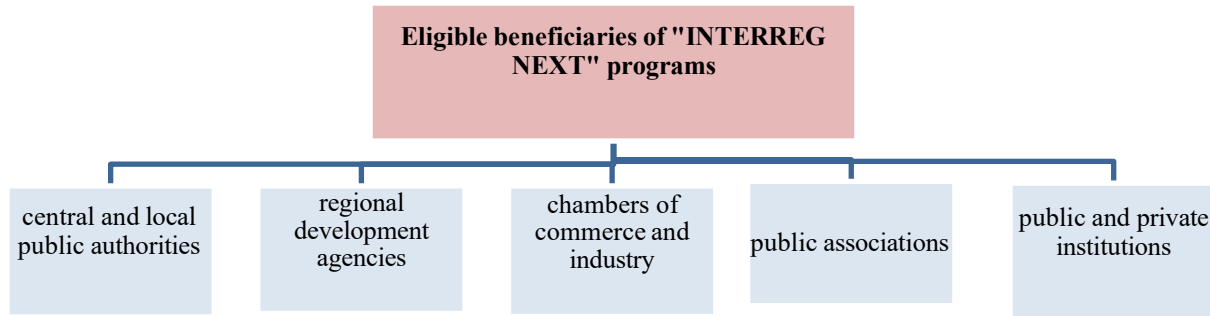 Eligible beneficiaries of "INTERREG
NEXT" programs
central and local
public authorities
regional
development
agencies
chambers of
commerce and
industry
public associations
public and private
institutions